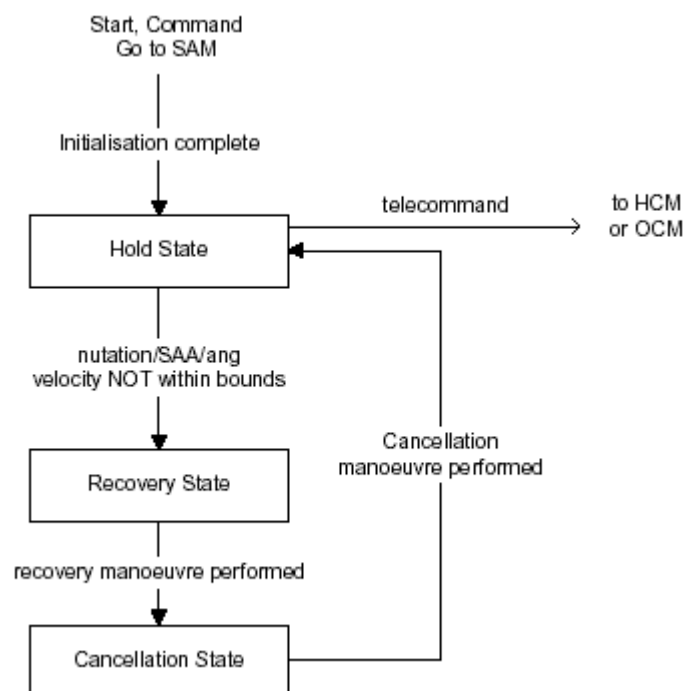 Start, Command
Go to SAM
Initialisation complete
telecommand
to HCM
or OCM
Hold State
nutation/SAA/ang
velocity NOT within bounds
Cancellation
manoeuvre performed
Recovery State
recovery manoeuvre performed
Cancellation State